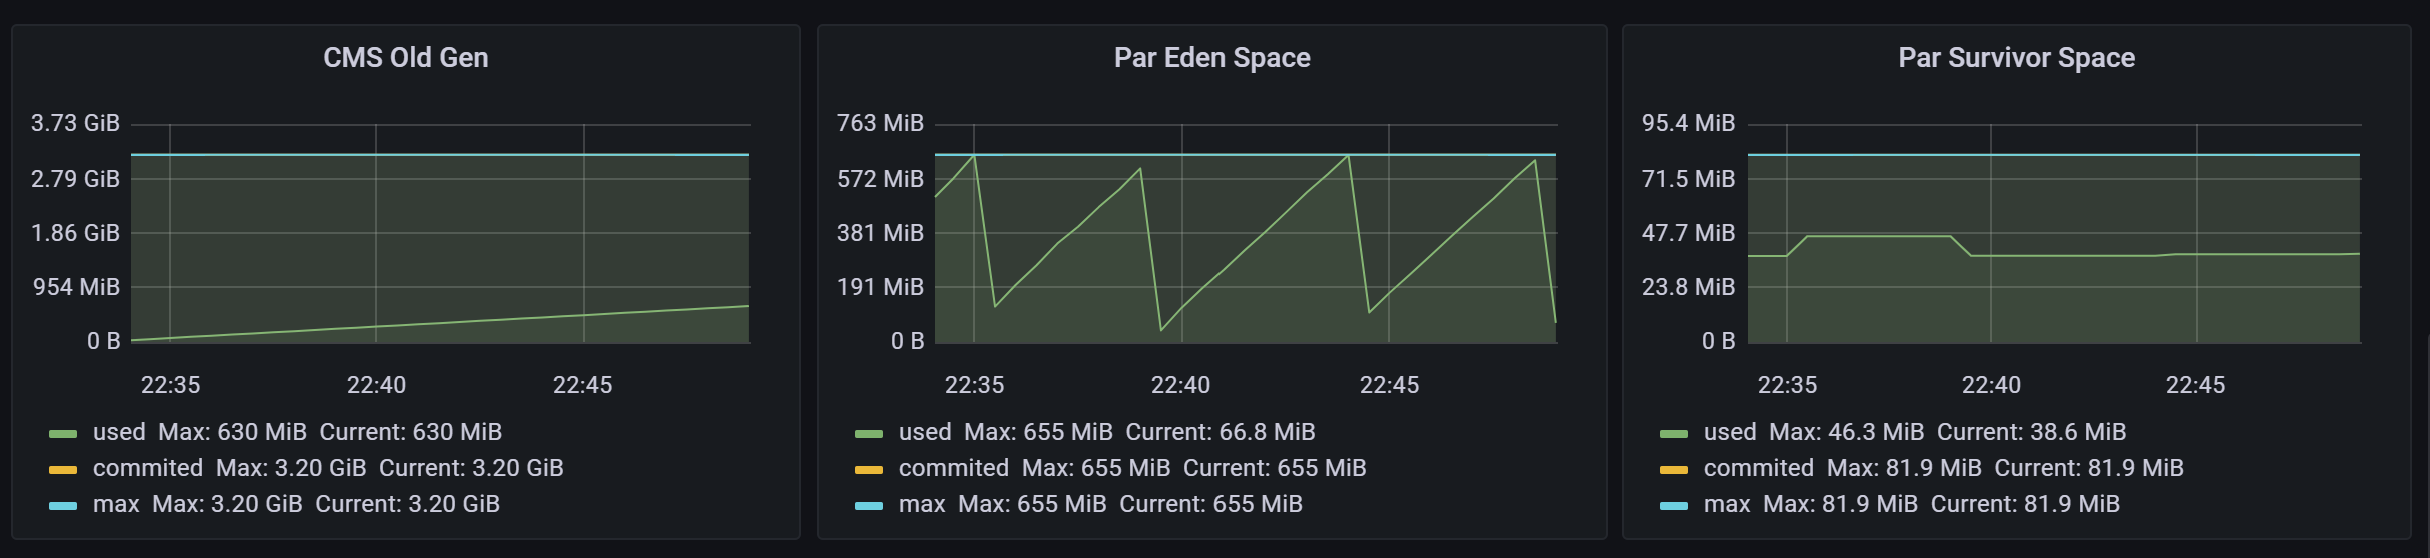 CMS Old Gen
3.73 GiB
2.79 GiB
1.86 GiB
954 MiB
0 B
22:35 22:40 22:45
used Max: 630 MiB Current: 630 MiB
commited Max: 3.20 GiB Current: 3.20 GiB
max Max: 3.20 GiB Current: 3.20 GiB
Par Eden Space
763 MiB
572 MiB
381 MiB
191 MiB
0 B
22:35 22:40 22:45
used Max: 655 MiB Current: 66.8 MiB
commited Max: 655 MiB Current: 655 MiB
max Max: 655 MiB Current: 655 MiB
Par Survivor Space
95.4 MiB
71.5 MiB
47.7 MiB
23.8 MiB
0 B
22:35 22:40 22:45
used Max: 46.3 MiB Current: 38.6 MiB
commited Max: 81.9 MiB Current: 81.9 MiB
max Max: 81.9 MiB Current: 81.9 MiB